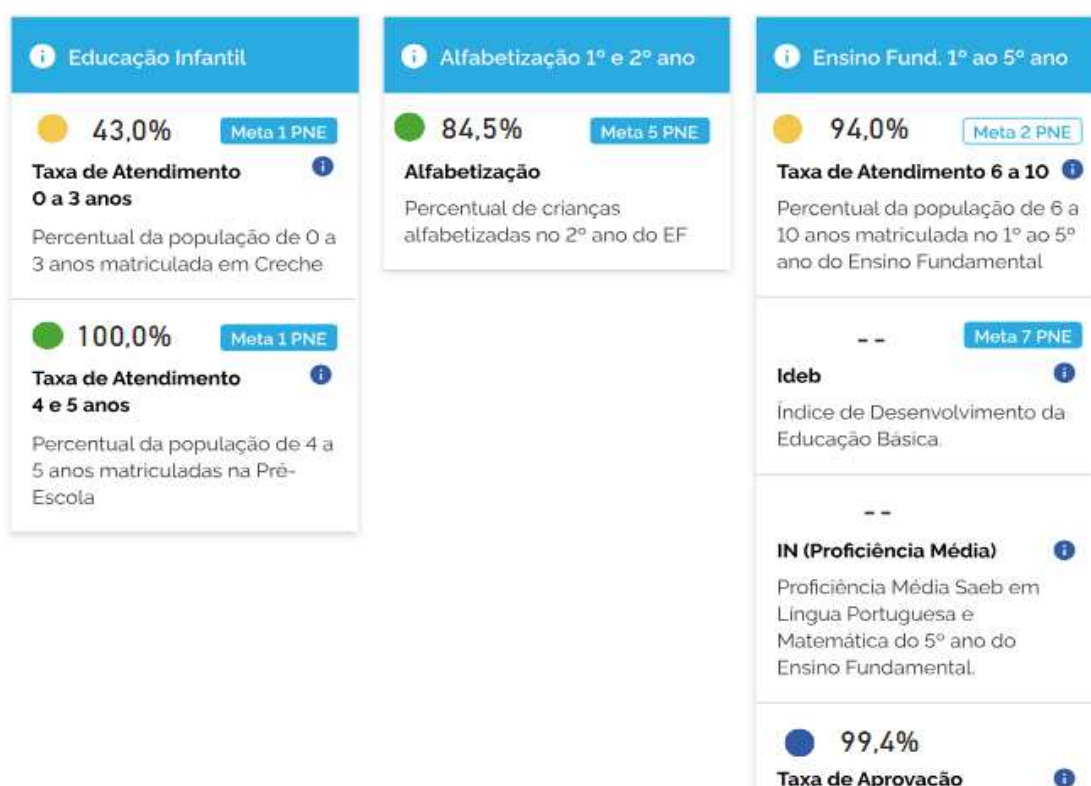 Educação Infantil
43,0%
Meta 1 PNE
Taxa de Atendimento
0 a 3 anos
Percentual da população de 0 a
3 anos matriculada em Creche
100,0%
Meta 1 PNE
Taxa de Atendimento
4 e 5 anos
Percentual da população de 4 a
5 anos matriculadas na Pré-
Escola
Alfabetização 1º e 2º ano
84,5%
Meta 5 PNE
Alfabetização
Percentual de crianças
alfabetizadas no 2º ano do EF
Ensino Fund. 1º ao 5º ano
94,0%
Meta 2 PNE
Taxa de Atendimento 6 a 10
Percentual da população de 6 a
10 anos matriculada no 1º ao 5º
ano do Ensino Fundamental
--
Meta 7 PNE
Ideb
Índice de Desenvolvimento da
Educação Básica.
--
IN (Proficiência Média)
Proficiência Média Saeb em
Língua Portuguesa e
Matemática do 5º ano do
Ensino Fundamental.
99,4%
Taxa de Aprovação